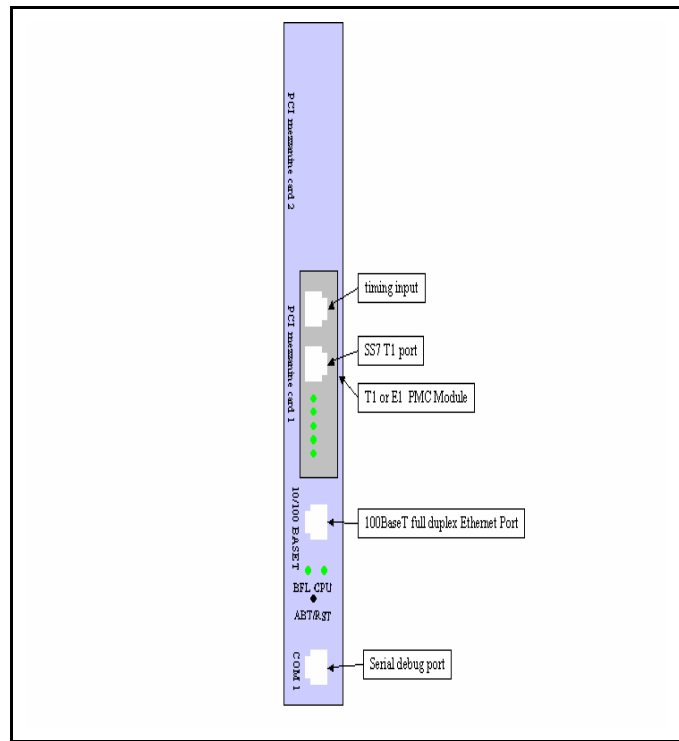 PCI mezzanine card 2
timing input
PCI mezzanine card 1
SS7 T1 port
T1 or E1 PMC Module
10/100 BASET
100BaseT full duplex Ethernet Port
BFL CPU
ABT/RST
COM 1
Serial debug port